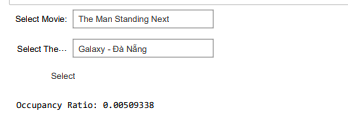 Select Movie: The Man Standing Next
Select The... Galaxy - Đà Nẵng
Select
Occupancy Ratio: 0.00509338